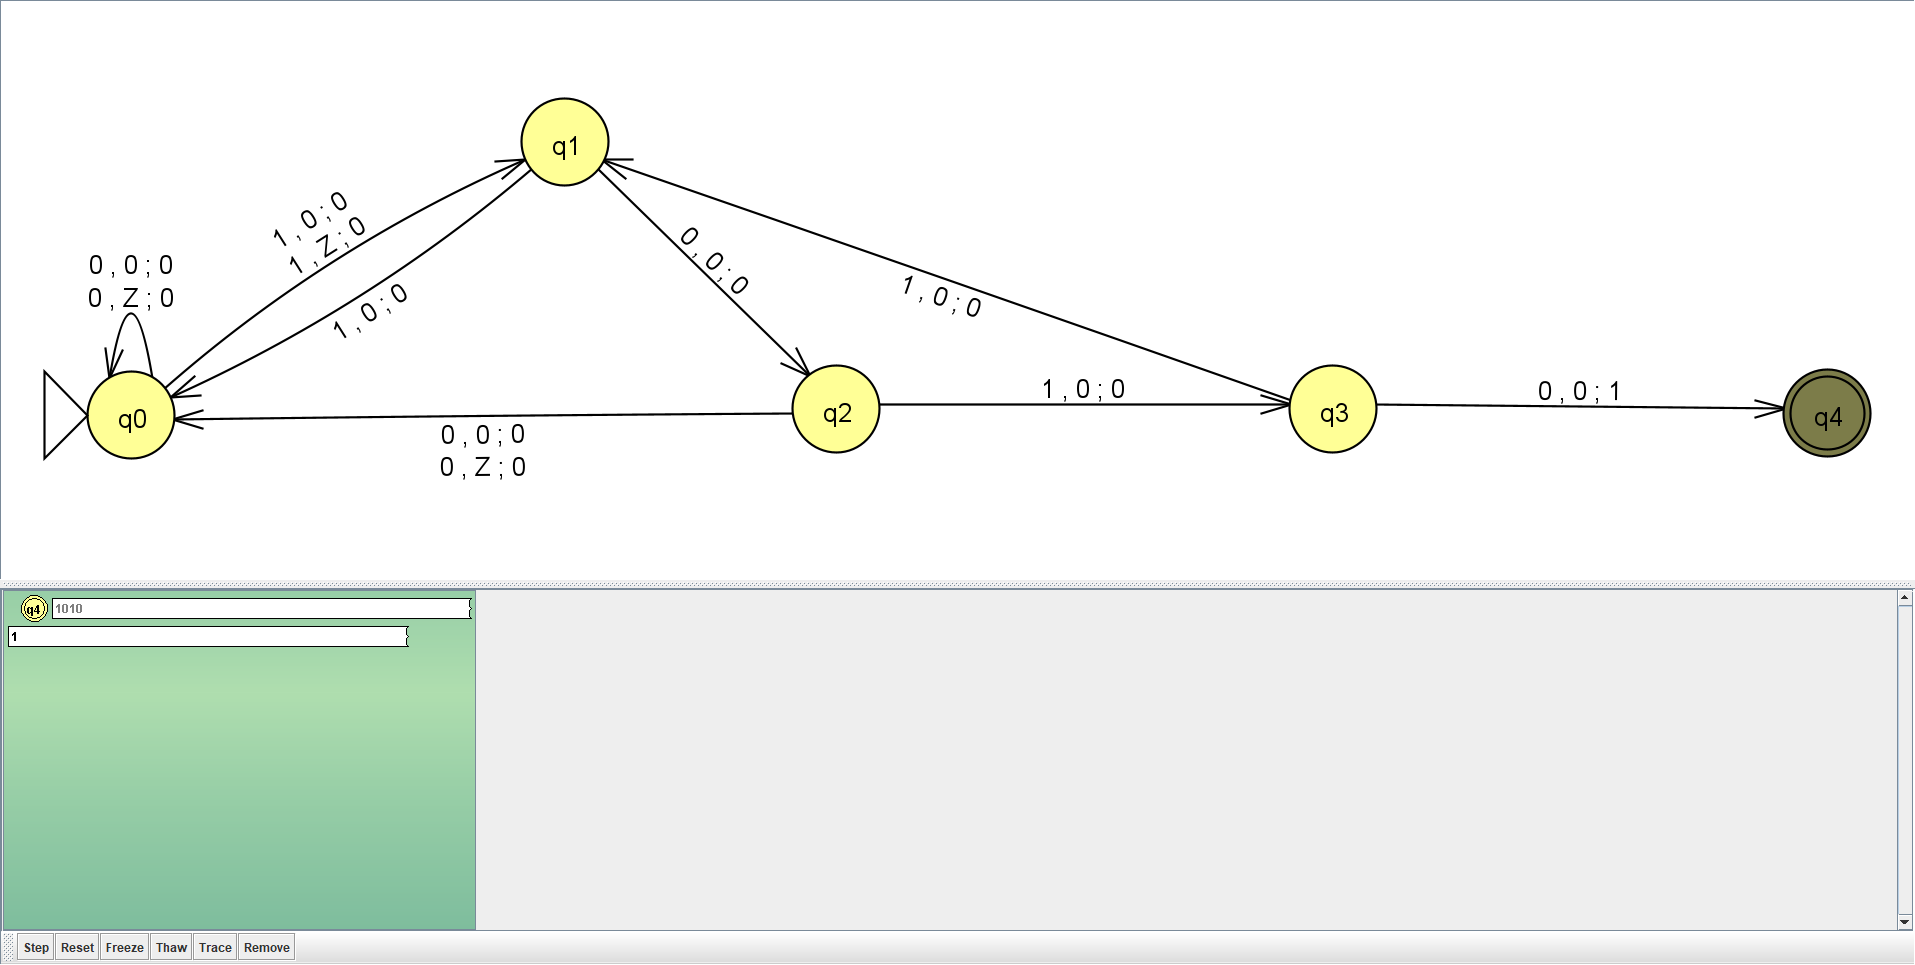 q1
1 , 0 ; 0
1 , Z ; 0
0 , 0 ; 0
0 , Z ; 0
1 , 0 ; 0
0 , 0 ; 0
1 , 0 ; 0
q0
q2
1 , 0 ; 0
q3
0 , 0 ; 1
q4
0 , 0 ; 0
0 , Z ; 0
q4 1010
1
Step Reset Freeze Thaw Trace Remove